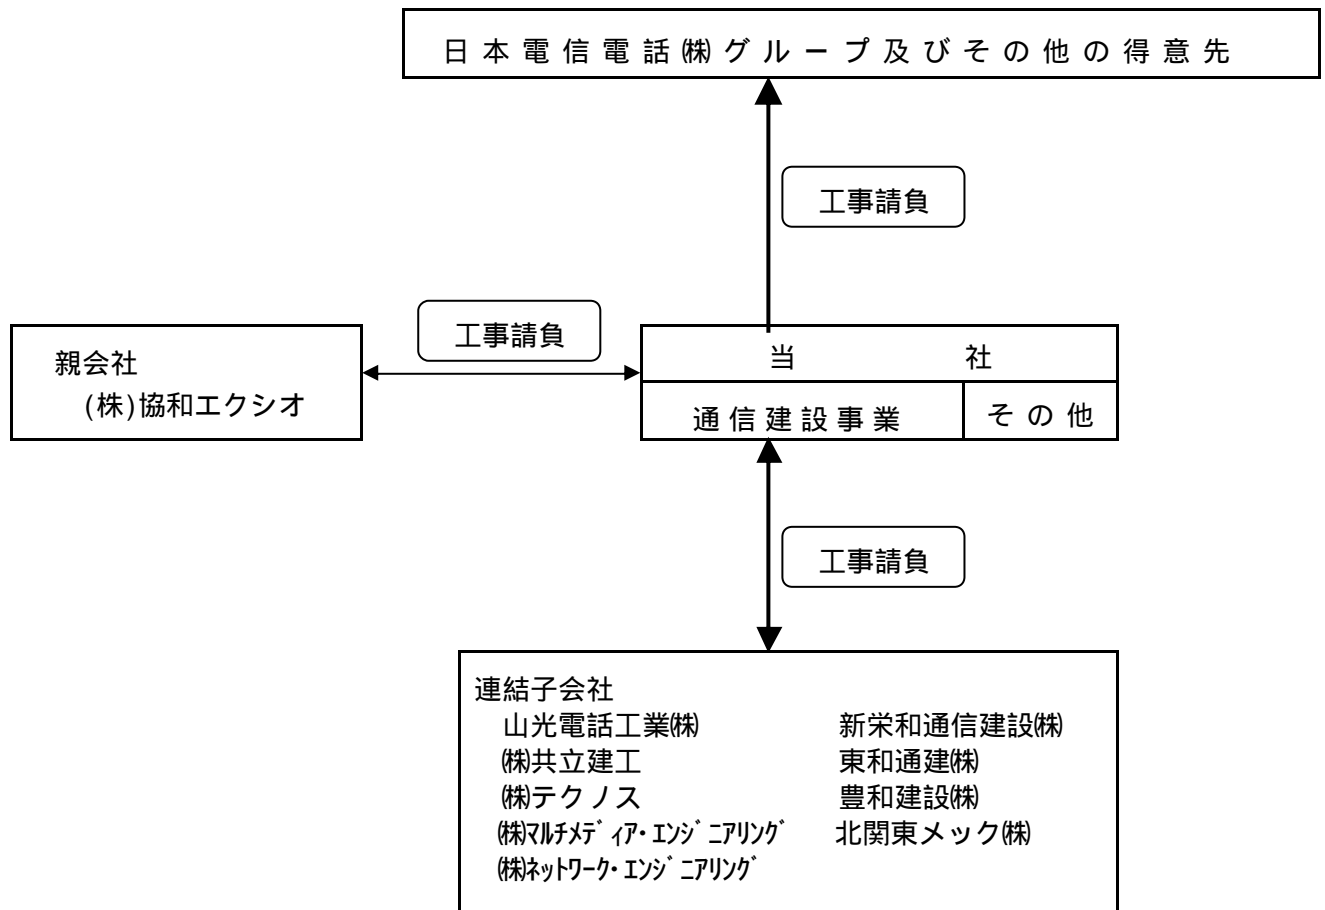 日本電信電話㈱グループ及びその他の得意先
工事請負
工事請負
親会社
(株)協和エクシオ
当 社
通信建設事業 その他
工事請負
連結子会社
山光電話工業㈱ 新栄和通信建設㈱
㈱共立建工 東和通建㈱
㈱テクノス 豊和建設㈱
㈱ﾏﾙﾁﾒﾃﾞｨｱ･ｴﾝｼﾞﾆｱﾘﾝｸﾞ 北関東メック㈱
㈱ﾈｯﾄﾜｰｸ･ｴﾝｼﾞﾆｱﾘﾝｸﾞ